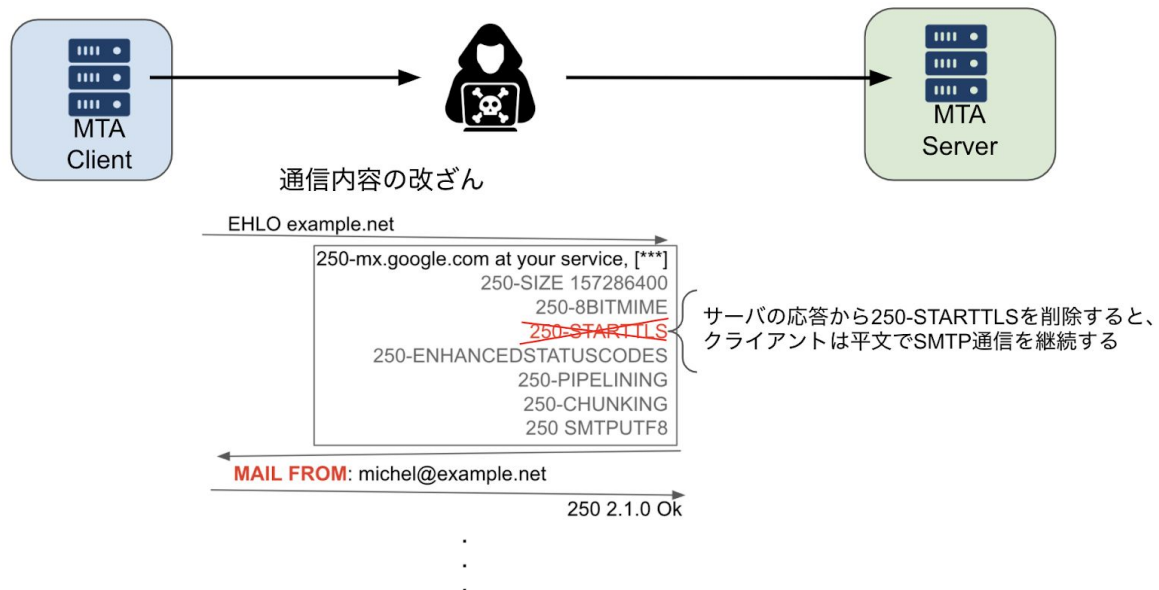 MTA
Client
MTA
Server
通信内容の改ざん
EHLO example.net
250-mx.google.com at your service, [***]
250-SIZE 157286400
250-8BITMIME
250-STARTTLS
250-ENHANCEDSTATUSCODES
250-PIPELINING
250-CHUNKING
250 SMTPUTF8
サーバの応答から250-STARTTLSを削除すると、
クライアントは平文でSMTP通信を継続する
MAIL FROM: michel@example.net
250 2.1.0 Ok
.
.
.